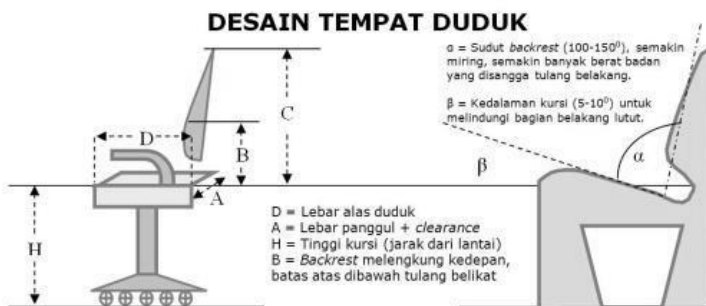 DESAIN TEMPAT DUDUK
α = Sudut backrest (100-150⁰), semakin
miring, semakin banyak berat badan
yang disangga tulang belakang.
β = Kedalaman kursi (5-10⁰) untuk
melindungi bagian belakang lutut.
C
D
B
β
α
A
H
D = Lebar alas duduk
A = Lebar panggul + clearance
H = Tinggi kursi (jarak dari lantai)
B = Backrest melengkung kedepan,
batas atas dibawah tulang belikat